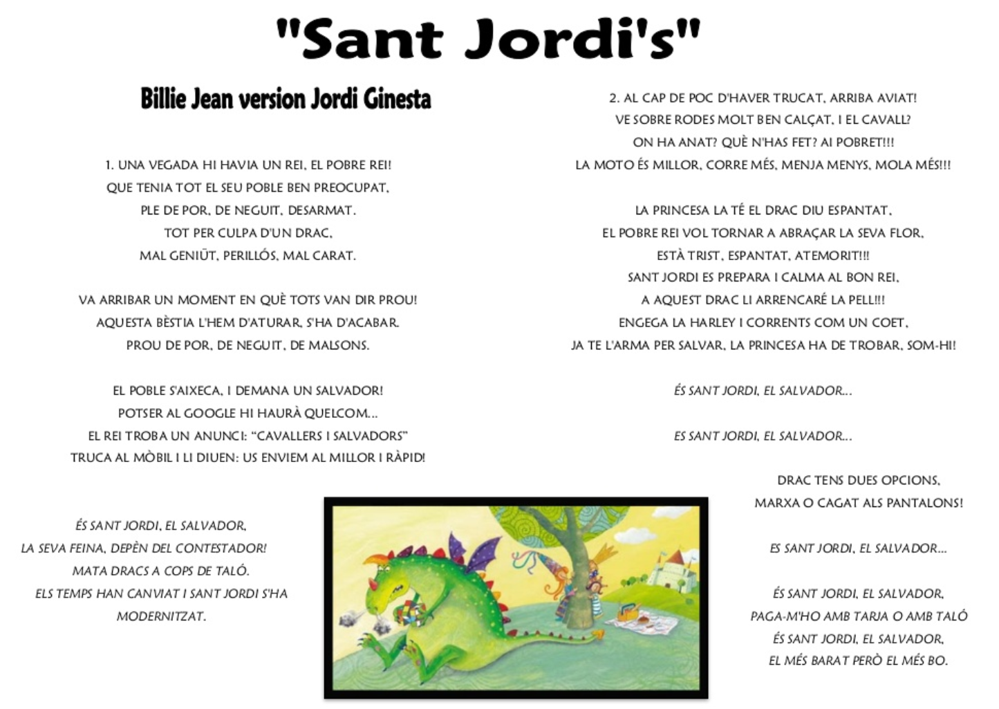 "Sant Jordi's"
Billie Jean version Jordi Ginesta
1. UNA VEGADA HI HAVIA UN REI, EL POBRE REI!
QUE TENIA TOT EL SEU POBLE BEN PREOCUPAT,
PLE DE POR, DE NEGUIT, DESARMAT.
TOT PER CULPA D'UN DRAC,
MAL GENIŪT, PERILLÓS, MAL CARAT.
VA ARRIBAR UN MOMENT EN QUÈ TOTS VAN DIR PROU!
AQUESTA BÈSTIA L'HEM D'ATURAR, S'HA D'ACABAR.
PROU DE POR, DE NEGUIT, DE MALSONS.
EL POBLE S'AIXECA, I DEMANA UN SALVADOR!
POTSER AL GOOGLE HI HAURÀ QUELCOM...
EL REI TROBA UN ANUNCI: “CAVALLERS I SALVADORS”
TRUCA AL MÒBIL I LI DIUEN: US ENVIEM AL MILLOR I RÀPID!
ÉS SANT JORDI, EL SALVADOR,
LA SEVA FEINA, DEPÈN DEL CONTESTADOR!
MATA DRACS A COPS DE TALÓ.
ELS TEMPS HAN CANVIAT I SANT JORDI S'HA
MODERNITZAT.
2. AL CAP DE POC D'HAVER TRUCAT, ARRIBA AVIAT!
VE SOBRE RODES MOLT BEN CALÇAT, I EL CAVALL?
ON HA ANAT? QUÈ N'HAS FET? AI POBRET!!!
LA MOTO ÉS MILLOR, CORRE MÉS, MENJA MENYS, MOLA MÉS!!!
LA PRINCESA LA TÉ EL DRAC DIU ESPANTAT,
EL POBRE REI VOL TORNAR A ABRAÇAR LA SEVA FLOR,
ESTÀ TRIST, ESPANTAT, ATEMORIT!!!
SANT JORDI ES PREPARA I CALMA AL BON REI,
A AQUEST DRAC LI ARRENCARÉ LA PELL!!!
ENGEGA LA HARLEY I CORRENTS COM UN COET,
JA TE L'ARMA PER SALVAR, LA PRINCESA HA DE TROBAR, SOM-HI!
ÉS SANT JORDI, EL SALVADOR...
ES SANT JORDI, EL SALVADOR...
DRAC TENS DUES OPCIONS,
MARXA O CAGAT ALS PANTALONS!
ES SANT JORDI, EL SALVADOR...
ÉS SANT JORDI, EL SALVADOR,
PAGA-M'HO AMB TARJA O AMB TALÓ
ÉS SANT JORDI, EL SALVADOR,
EL MÉS BARAT PERÒ EL MÉS BO.